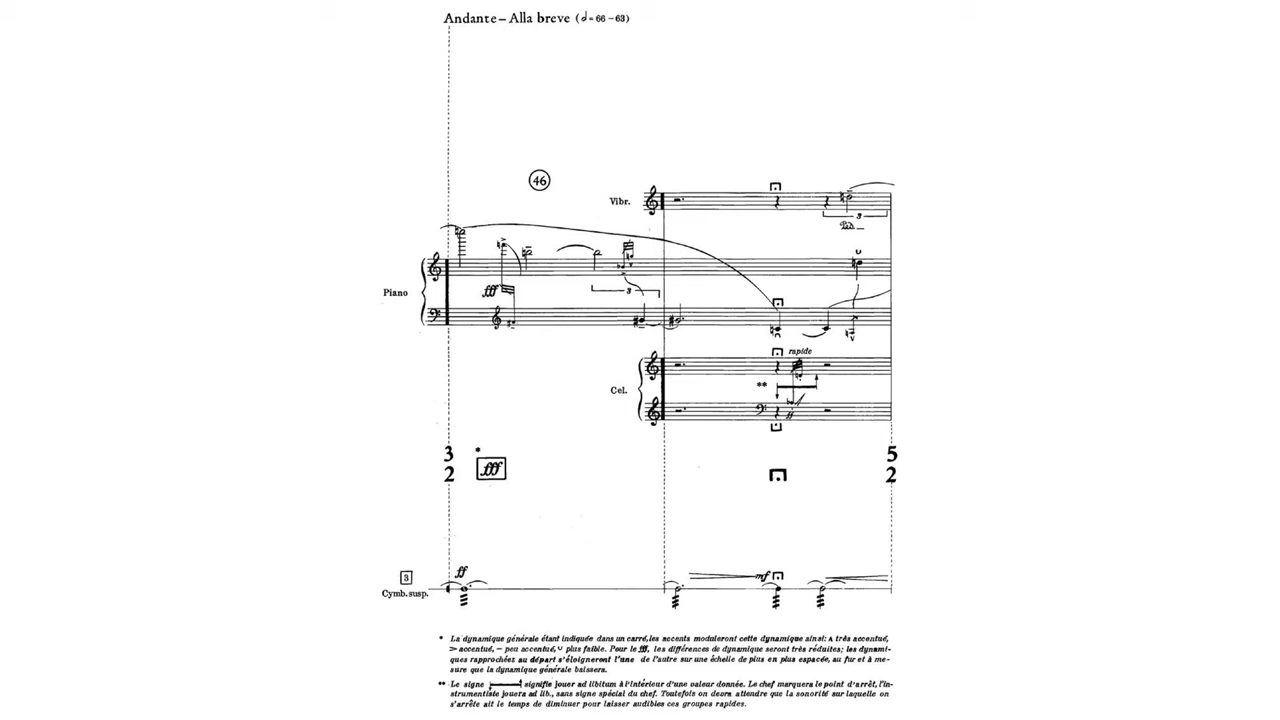 Andante – Alla breve (𝅗𝅥 = 66 – 63)
46
Vibr.
3
Ped.
Piano
fff
3
rapide
Cel.
**
ff
3
2
*
fff
5
2
3
Cymb. susp.
ff
mf
* La dynamique générale étant indiquée dans un carré, les accents moduleront cette dynamique ainsi: ʌ très accentué,
> accentué, – peu accentué, ᴗ plus faible. Pour le fff, les différences de dynamique seront très réduites; les dynami-
ques rapprochées au départ s'éloigneront l'une de l'autre sur une échelle de plus en plus espacée, au fur et à me-
sure que la dynamique générale baissera.
** Le signe signifie jouer ad libitum à l'intérieur d'une valeur donnée. Le chef marquera le point d'arrêt, l'in-
strumentiste jouera ad lib., sans signe spécial du chef. Toutefois on devra attendre que la sonorité sur laquelle on
s'arrête ait le temps de diminuer pour laisser audibles ces groupes rapides.